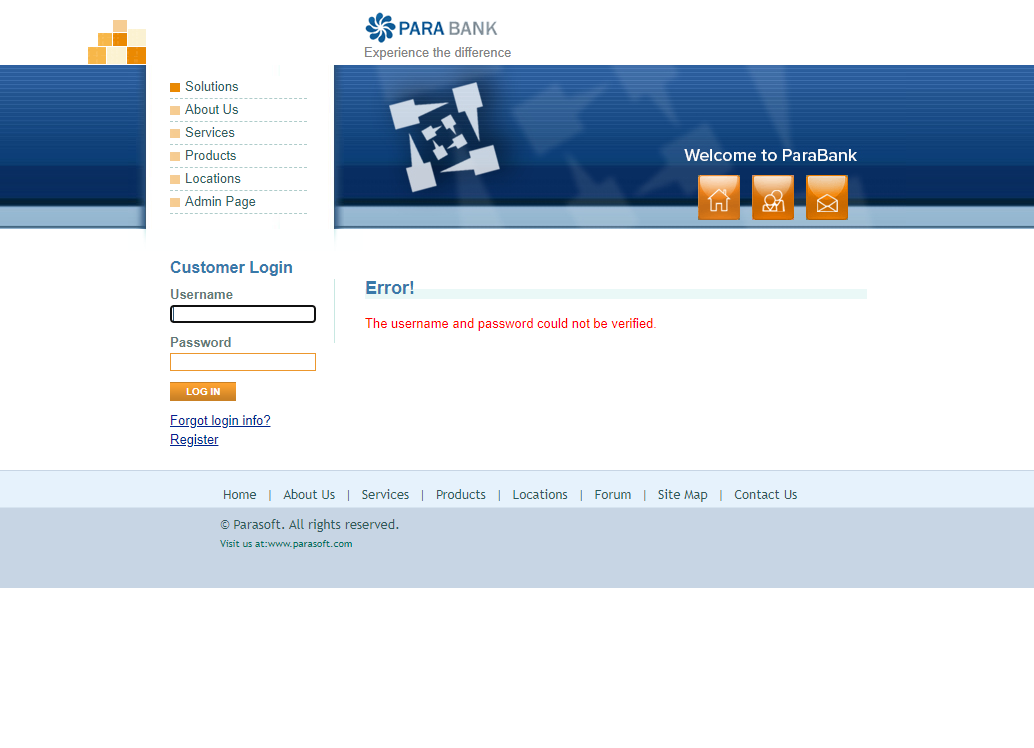 PARA BANK
Experience the difference
Solutions
About Us
Services
Products
Locations
Admin Page
Welcome to ParaBank
Customer Login
Username
Password
LOG IN
Forgot login info?
Register
Error!
The username and password could not be verified.
Home | About Us | Services | Products | Locations | Forum | Site Map | Contact Us
© Parasoft. All rights reserved.
Visit us at:www.parasoft.com